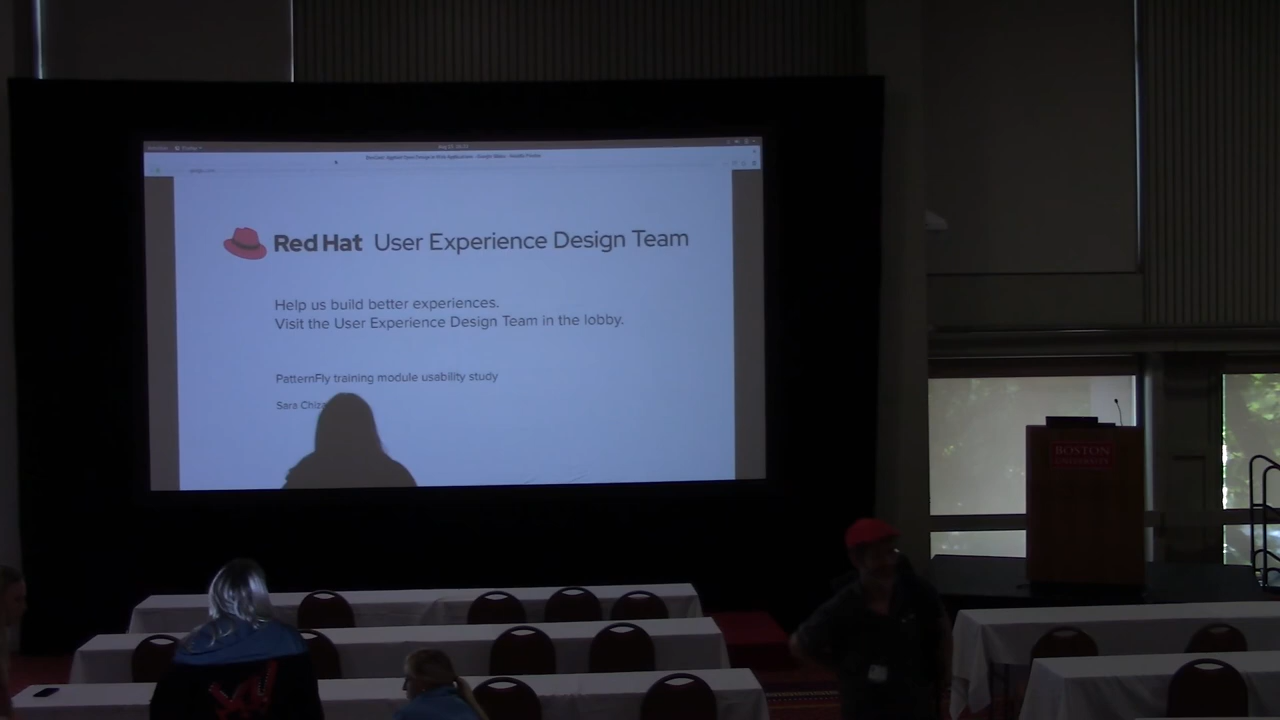 Red Hat User Experience Design Team
Help us build better experiences.
Visit the User Experience Design Team in the lobby.
PatternFly training module usability study
Sara
BOSTON
UNIVERSITY